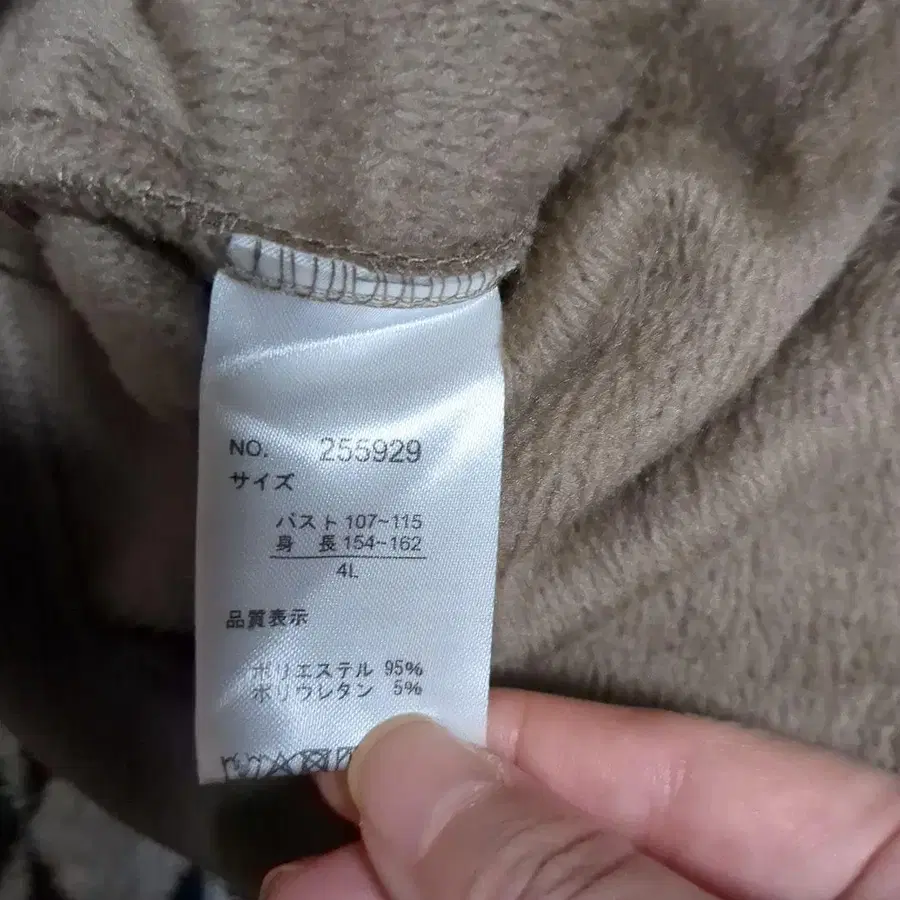 NO. 255929
サイズ
バスト 107~115
身 長 154~162
4L
品質表示
ポリエステル 95%
ポリウレタン 5%